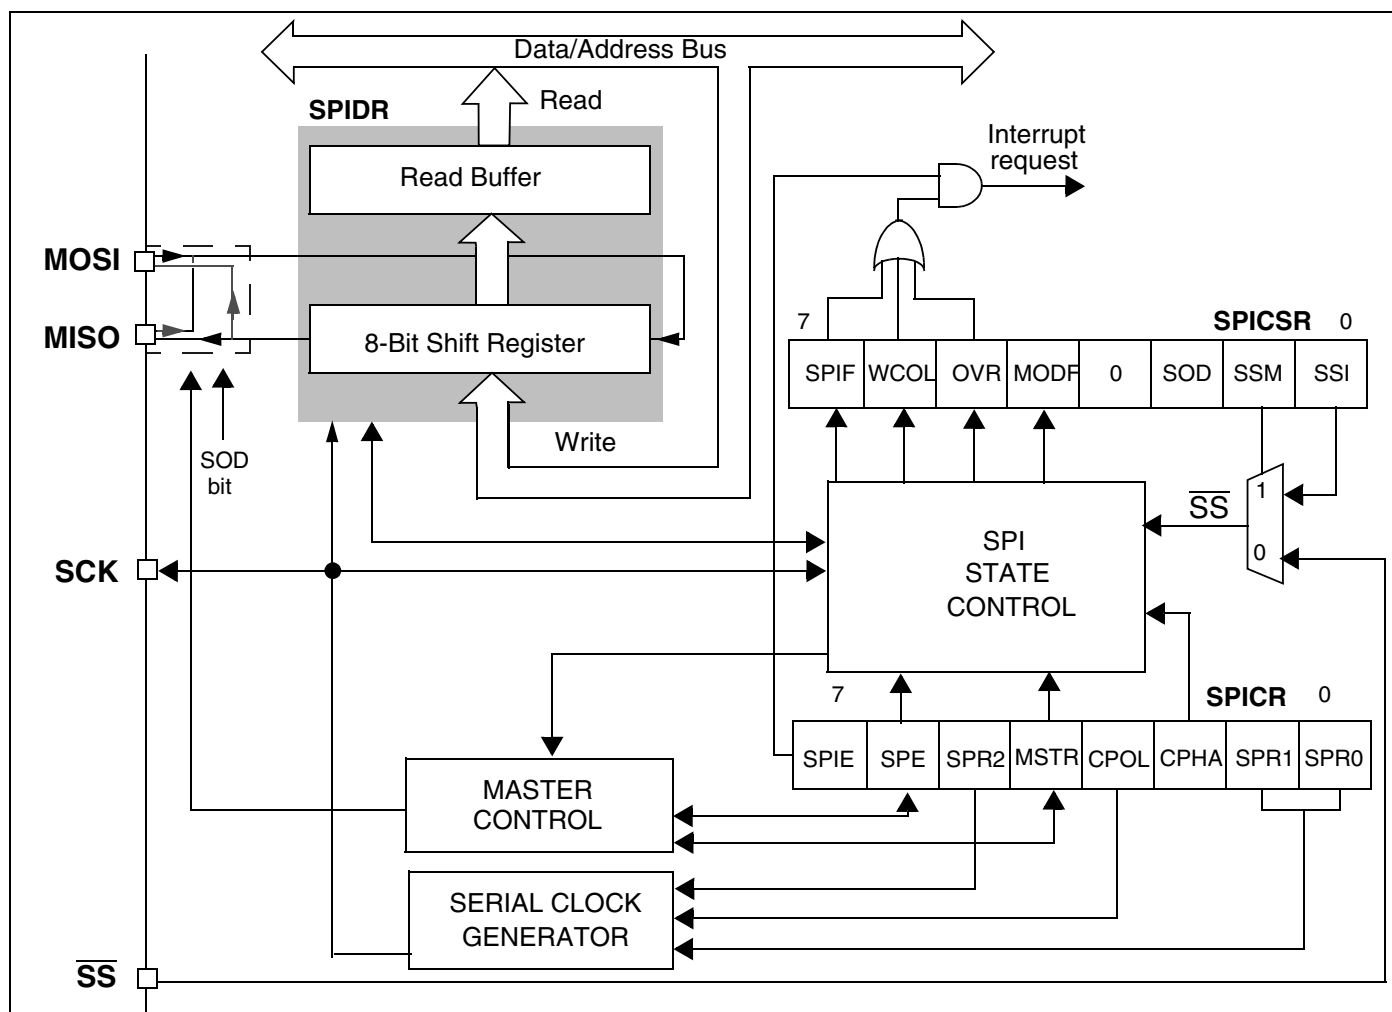 Data/Address Bus
SPIDR
Read
Interrupt
request
Read Buffer
MOSI
MISO
8-Bit Shift Register
7
SPICSR
0
SPIF
WCOL
OVR
MODF
0
SOD
SSM
SSI
Write
SOD
bit
1
SS
0
SCK
SPI
STATE
CONTROL
7
SPICR
0
SPIE
SPE
SPR2
MSTR
CPOL
CPHA
SPR1
SPR0
MASTER
CONTROL
SERIAL CLOCK
GENERATOR
SS